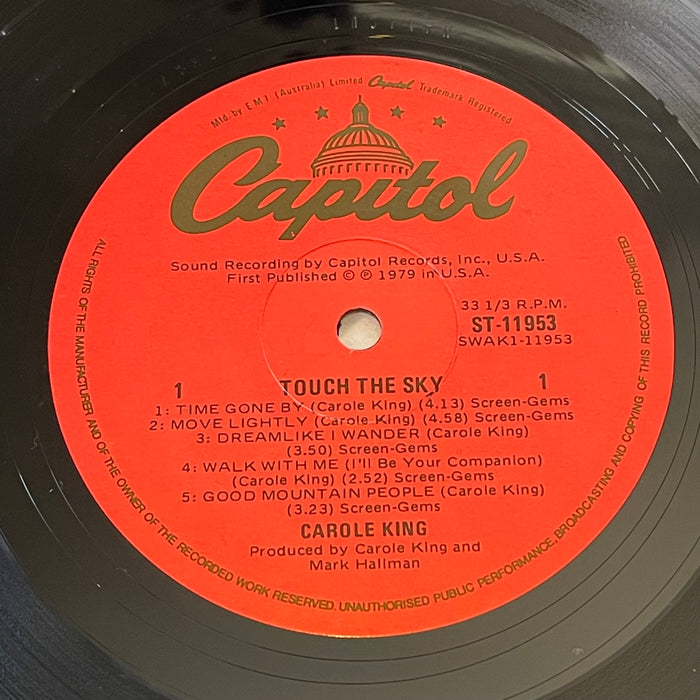 Mfd. by E.M.I. (Australia) Limited Capitol Trademark Registered
Capitol
Sound Recording by Capitol Records, Inc., U.S.A.
First Published © ℗ 1979 in U.S.A.
33 1/3 R.P.M.
ST-11953
SWAK1-11953
1 TOUCH THE SKY 1
1: TIME GONE BY (Carole King) (4.13) Screen-Gems
2: MOVE LIGHTLY (Carole King) (4.58) Screen-Gems
3: DREAMLIKE I WANDER (Carole King)
(3.50) Screen-Gems
4: WALK WITH ME (I'll Be Your Companion)
(Carole King) (2.52) Screen-Gems
5: GOOD MOUNTAIN PEOPLE (Carole King)
(3.23) Screen-Gems
CAROLE KING
Produced by Carole King and
Mark Hallman
ALL RIGHTS OF THE MANUFACTURER AND OF THE OWNER OF THE RECORDED WORK RESERVED. UNAUTHORISED PUBLIC PERFORMANCE, BROADCASTING AND COPYING OF THIS RECORD PROHIBITED